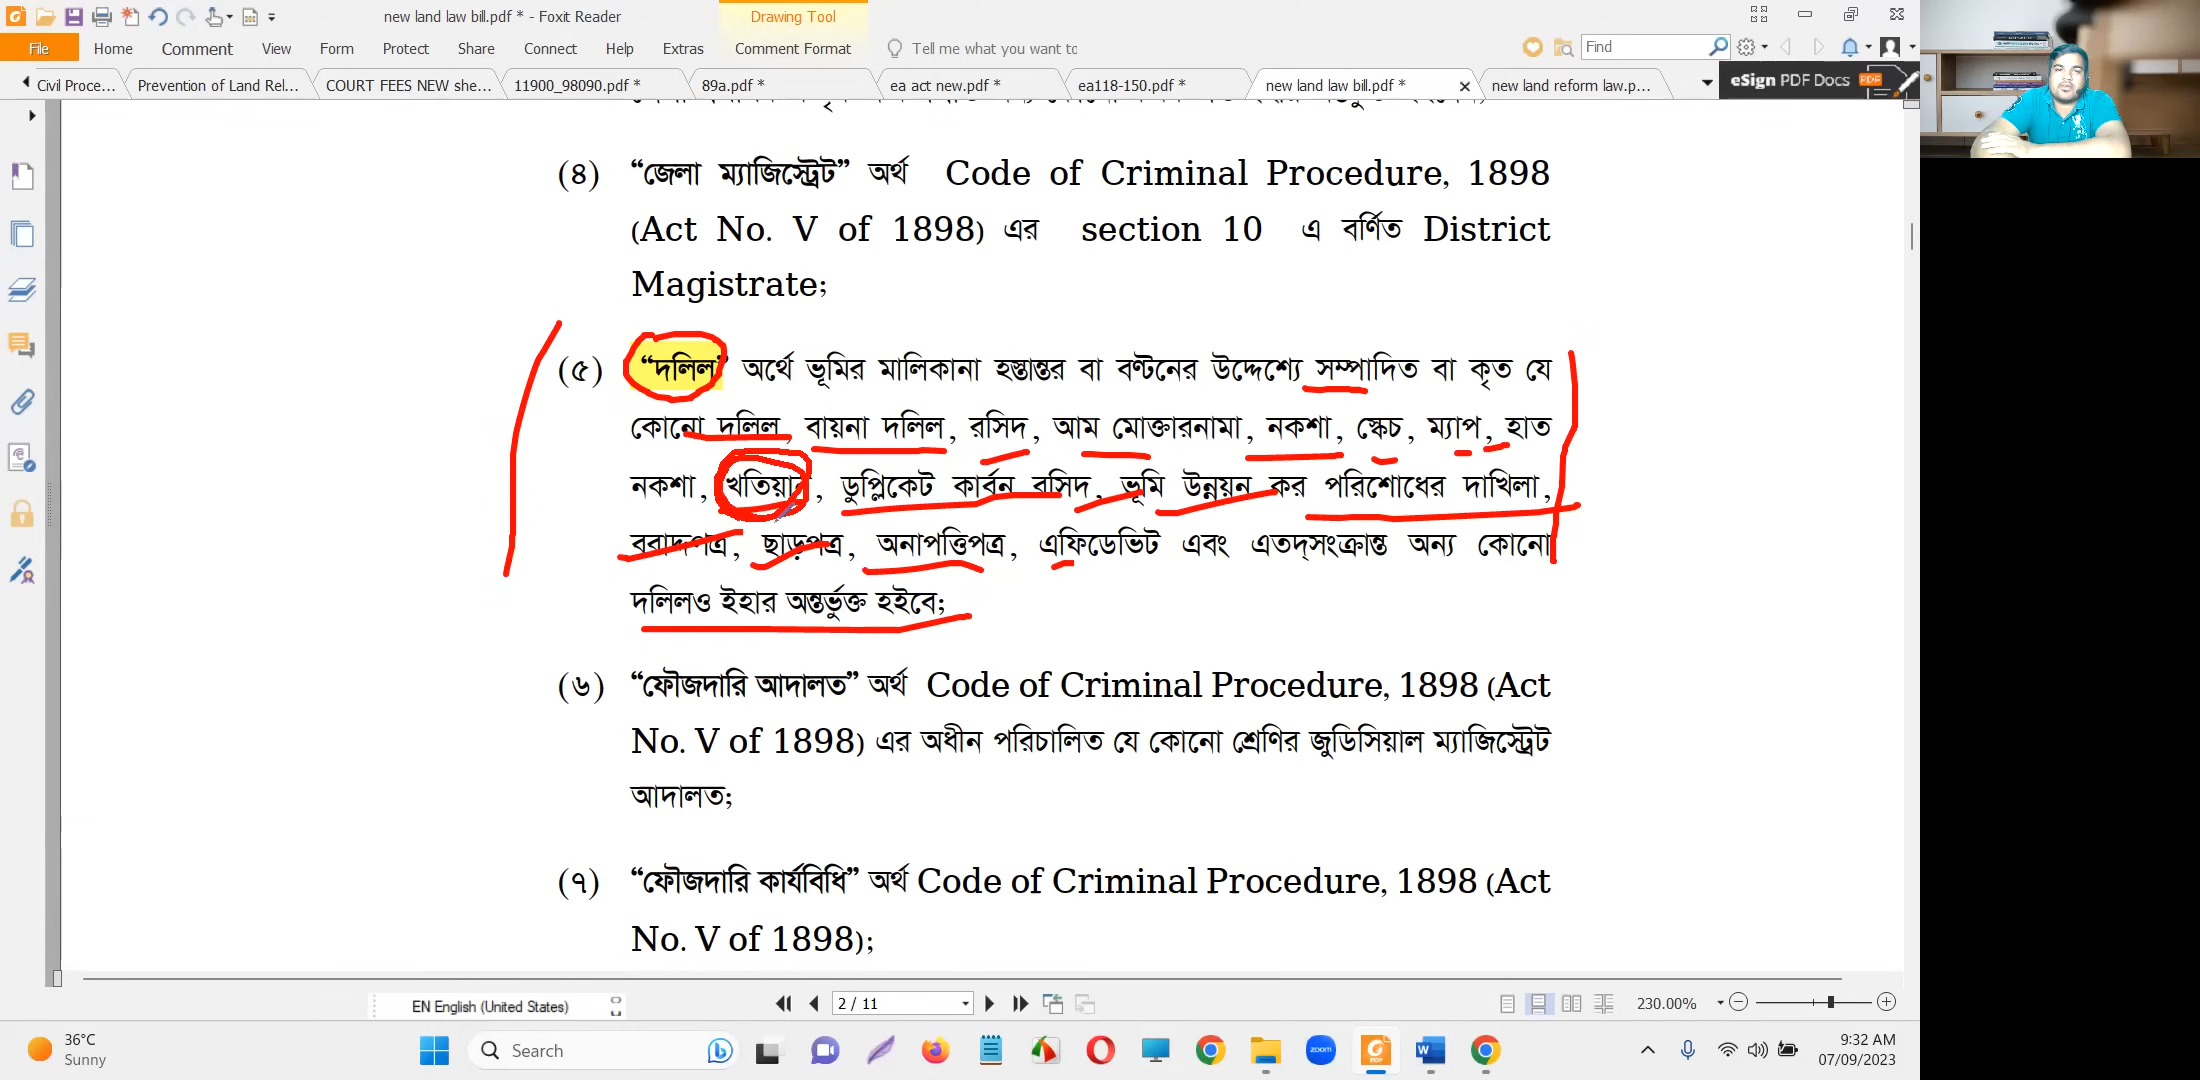 new land law bill.pdf * - Foxit Reader
Drawing Tool
File Home Comment View Form Protect Share Connect Help Extras Comment Format Tell me what you want to Find
Civil Proce... Prevention of Land Rel... COURT FEES NEW she... 11900_98090.pdf * 89a.pdf * ea act new.pdf * ea118-150.pdf * new land law bill.pdf * new land reform law.p... eSign PDF Docs PDF
(৪) “জেলা ম্যাজিস্ট্রেট” অর্থ Code of Criminal Procedure, 1898
(Act No. V of 1898) এর section 10 এ বর্ণিত District
Magistrate;
(৫) “দলিল” অর্থে ভূমির মালিকানা হস্তান্তর বা বণ্টনের উদ্দেশ্যে সম্পাদিত বা কৃত যে
কোনো দলিল, বায়না দলিল, রসিদ, আম মোক্তারনামা, নকশা, স্কেচ, ম্যাপ, হাত
নকশা, খতিয়ান, ডুপ্লিকেট কার্বন রসিদ, ভূমি উন্নয়ন কর পরিশোধের দাখিলা,
বরাদ্দপত্র, ছাড়পত্র, অনাপত্তিপত্র, এফিডেভিট এবং এতদ্‌সংক্রান্ত অন্য কোনো
দলিলও ইহার অন্তর্ভুক্ত হইবে;
(৬) “ফৌজদারি আদালত” অর্থ Code of Criminal Procedure, 1898 (Act
No. V of 1898) এর অধীন পরিচালিত যে কোনো শ্রেণির জুডিসিয়াল ম্যাজিস্ট্রেট
আদালত;
(৭) “ফৌজদারি কার্যবিধি” অর্থ Code of Criminal Procedure, 1898 (Act
No. V of 1898);
EN English (United States) 2 / 11 230.00%
36°C
Sunny
Search
zoom
9:32 AM
07/09/2023